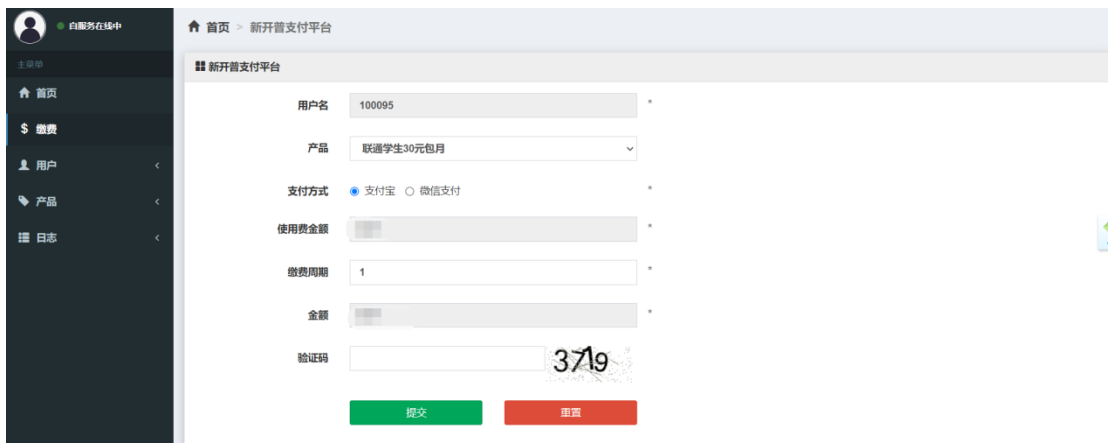 自服务在线中
首页 > 新开普支付平台
主菜单
新开普支付平台
首页
缴费
用户
产品
日志
用户名 100095 *
产品 联通学生30元包月
支付方式 支付宝 微信支付 *
使用费金额 *
缴费周期 1 *
金额 *
验证码 3719
提交 重置